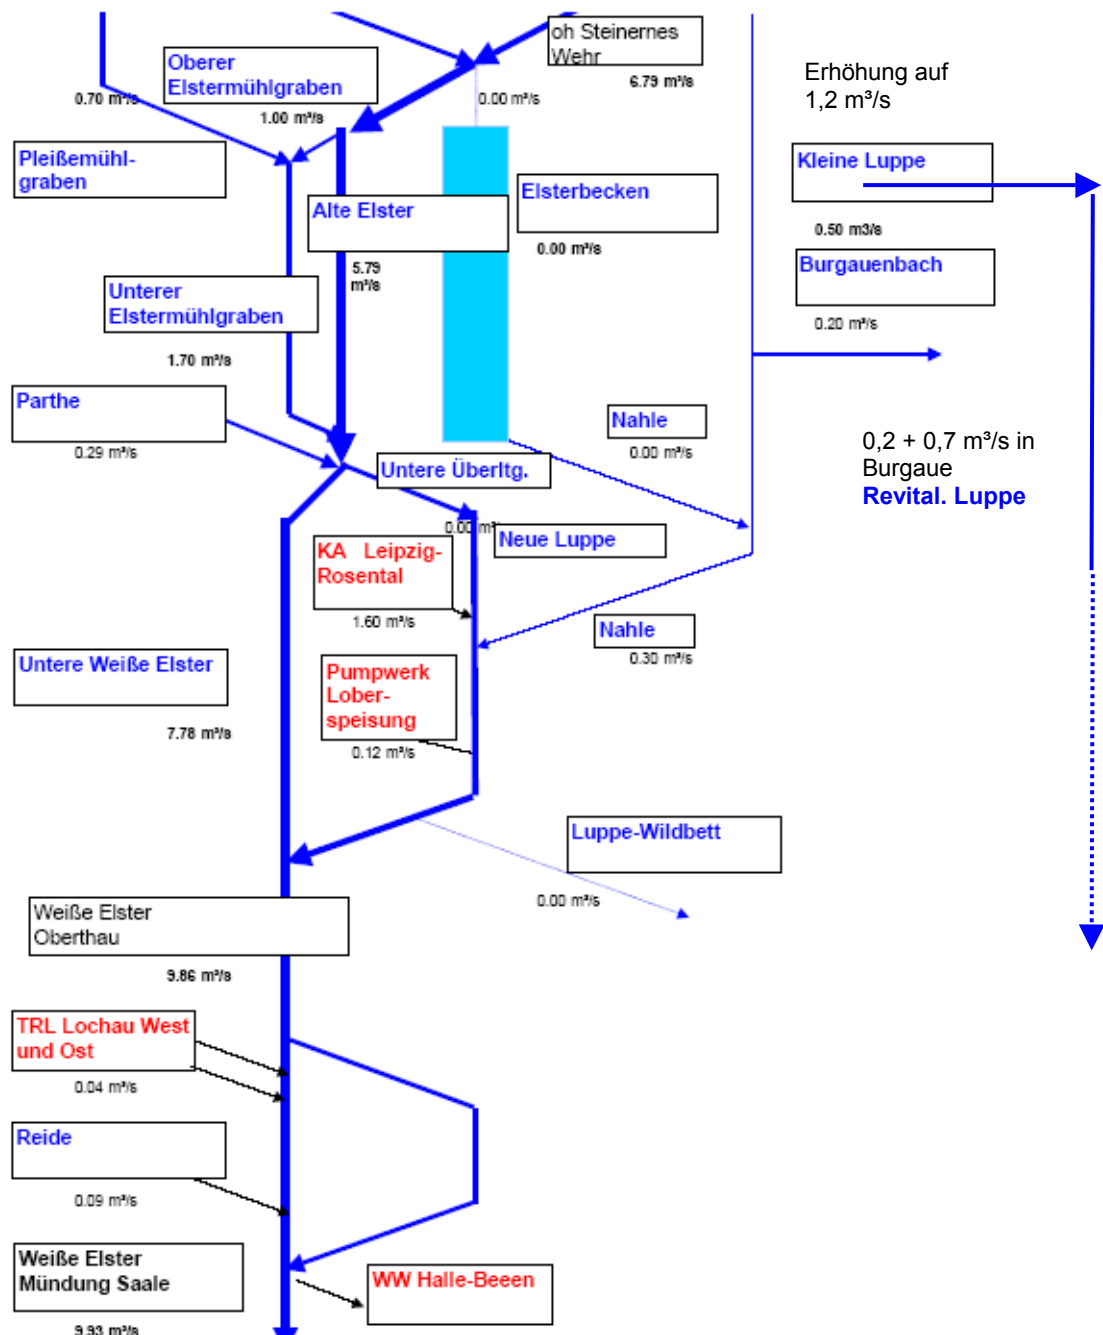 oh Steinernes
Wehr
6.79 m³/s
Oberer
Elstermühlgraben
1.00 m³/s
0.70 m³/s
0.00 m³/s
Erhöhung auf
1,2 m³/s
Pleißemühl-
graben
Kleine Luppe
0.50 m3/s
Alte Elster
5.79
m³/s
Elsterbecken
0.00 m³/s
Burgauenbach
0.20 m³/s
Unterer
Elstermühlgraben
1.70 m³/s
Parthe
0.29 m³/s
Nahle
0.00 m³/s
0,2 + 0,7 m³/s in
Burgaue
Revital. Luppe
Untere Überltg.
0.00 m³/s
Neue Luppe
KA Leipzig-
Rosental
1.60 m³/s
Nahle
0.30 m³/s
Untere Weiße Elster
7.78 m³/s
Pumpwerk
Lober-
speisung
0.12 m³/s
Luppe-Wildbett
0.00 m³/s
Weiße Elster
Oberthau
9.86 m³/s
TRL Lochau West
und Ost
0.04 m³/s
Reide
0.09 m³/s
Weiße Elster
Mündung Saale
9.93 m³/s
WW Halle-Beeen